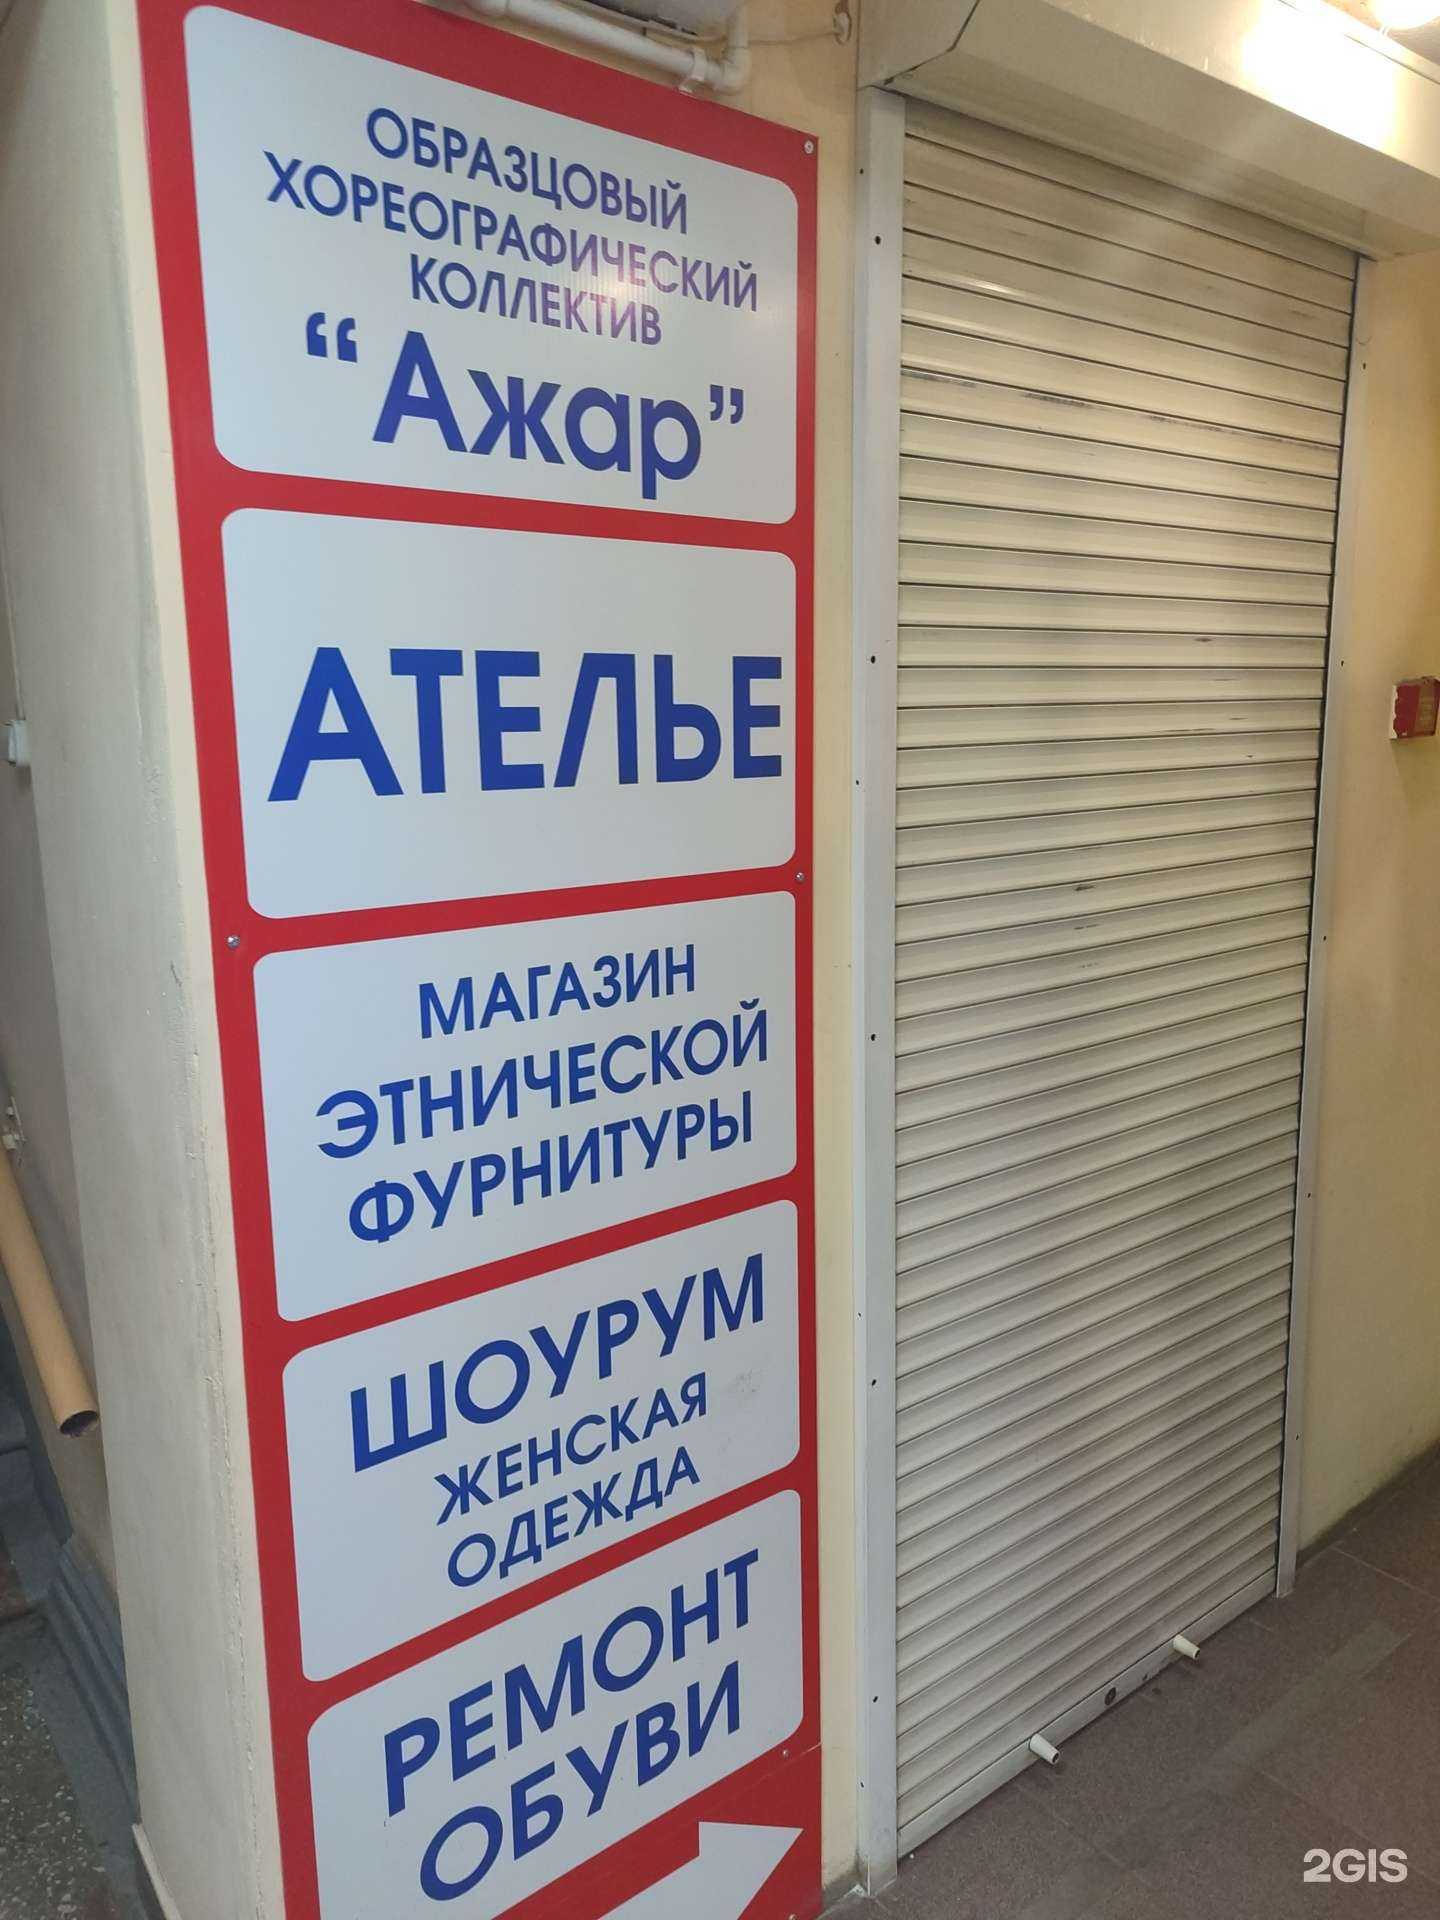 ОБРАЗЦОВЫЙ
ХОРЕОГРАФИЧЕСКИЙ
КОЛЛЕКТИВ
“Ажар”
АТЕЛЬЕ
МАГАЗИН
ЭТНИЧЕСКОЙ
ФУРНИТУРЫ
ШОУРУМ
ЖЕНСКАЯ
ОДЕЖДА
РЕМОНТ
ОБУВИ
2GIS